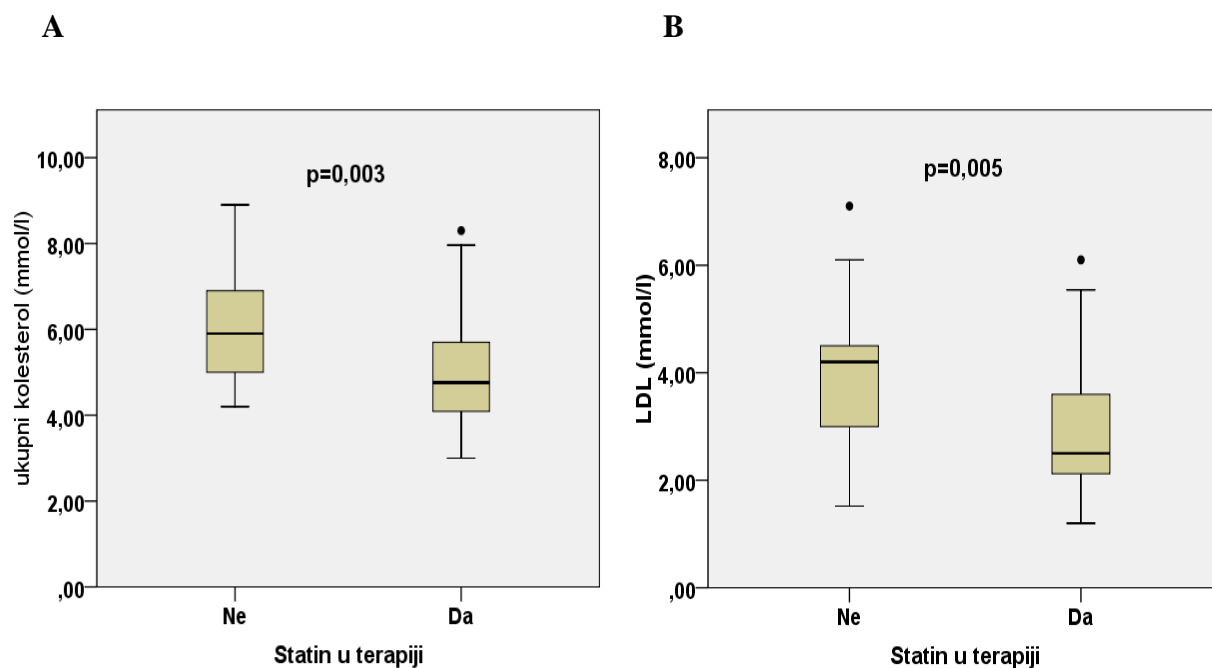 A
ukupni kolesterol (mmol/l)
10,00
8,00
6,00
4,00
2,00
,00
p=0,003
Ne
Da
Statin u terapiji
B
LDL (mmol/l)
8,00
6,00
4,00
2,00
,00
p=0,005
Ne
Da
Statin u terapiji